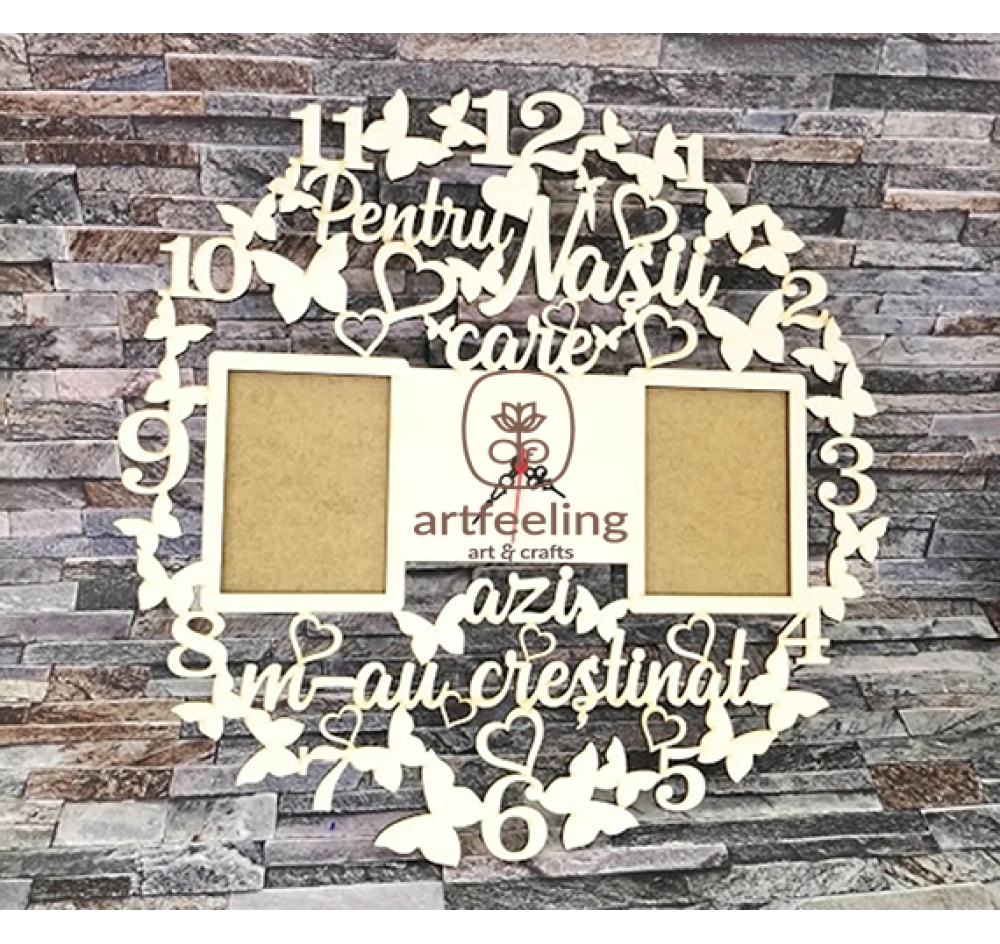 11 12 1
Pentru Nașii
10 2
care
9 3
artfeeling
art & crafts
azi
8 4
m-au creștinat
7 5
6